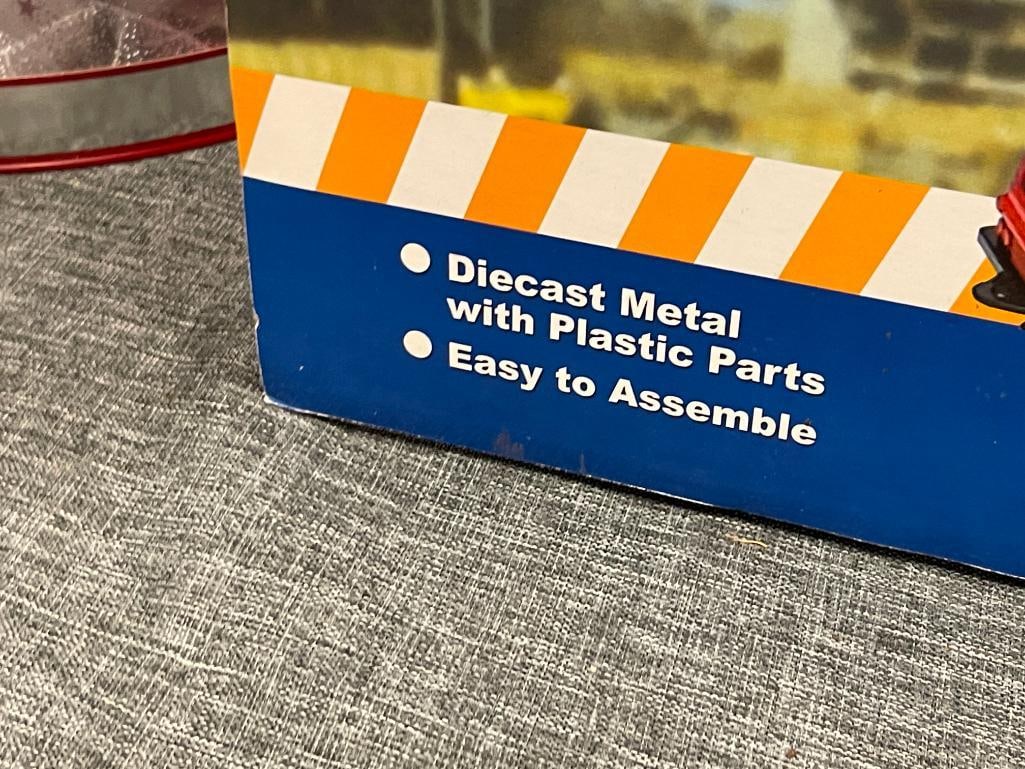 Diecast Metal
with Plastic Parts
Easy to Assemble